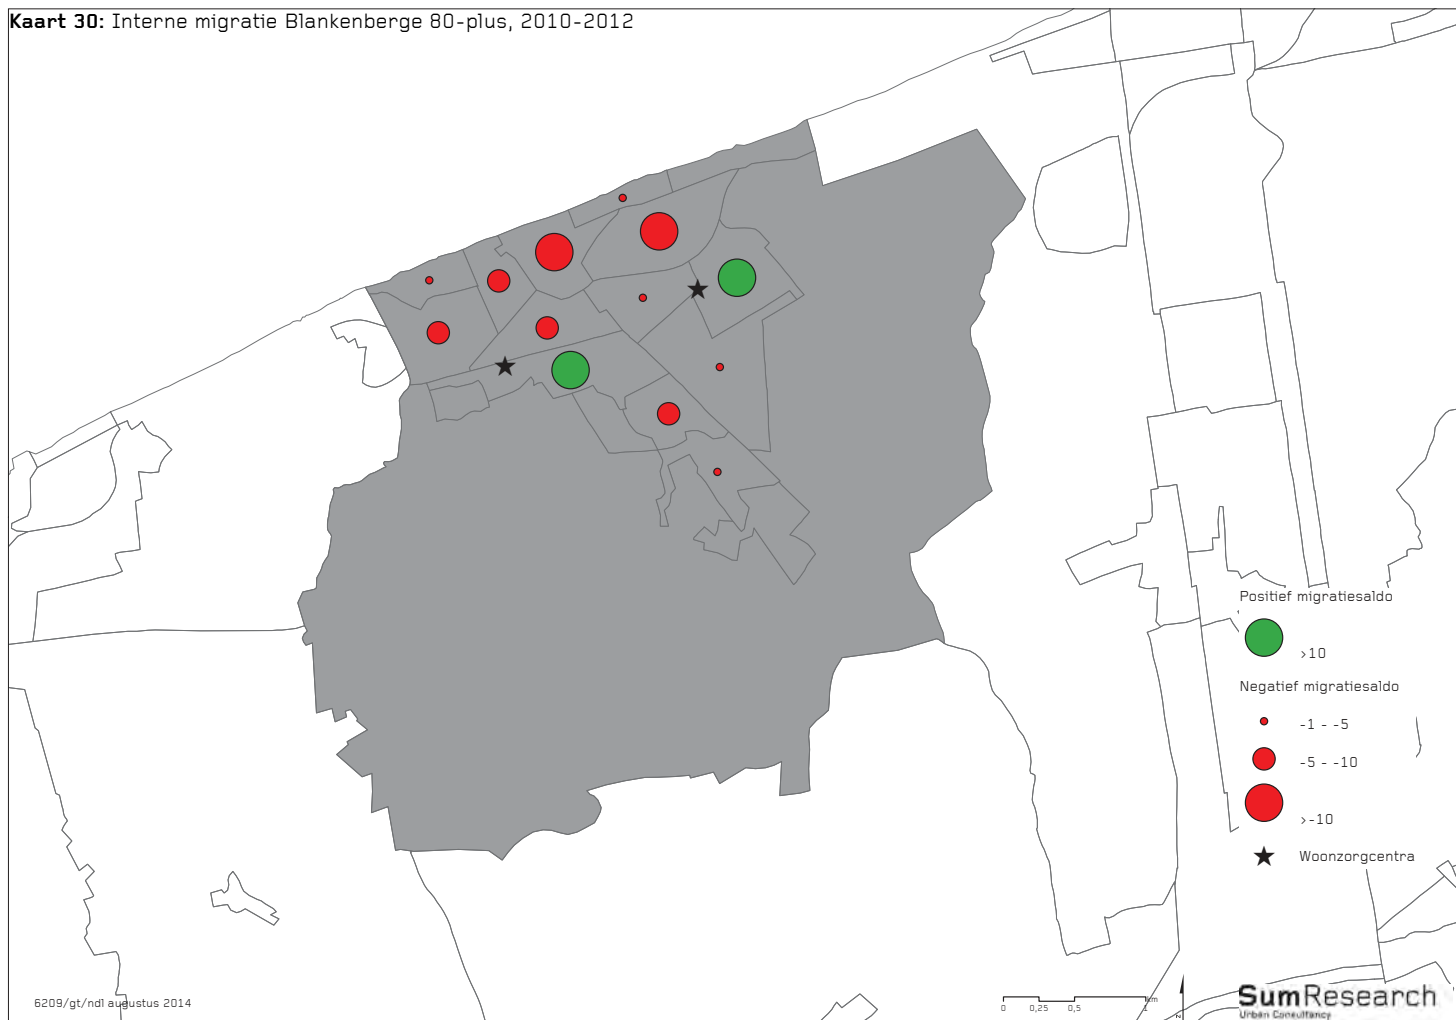 Kaart 30: Interne migratie Blankenberge 80-plus, 2010-2012
Positief migratiesaldo
>10
Negatief migratiesaldo
-1 - -5
-5 - -10
>-10
Woonzorgcentra
6209/gt/ndl augustus 2014
km
0 0,25 0,5 1
SumResearch
Urban Consultancy